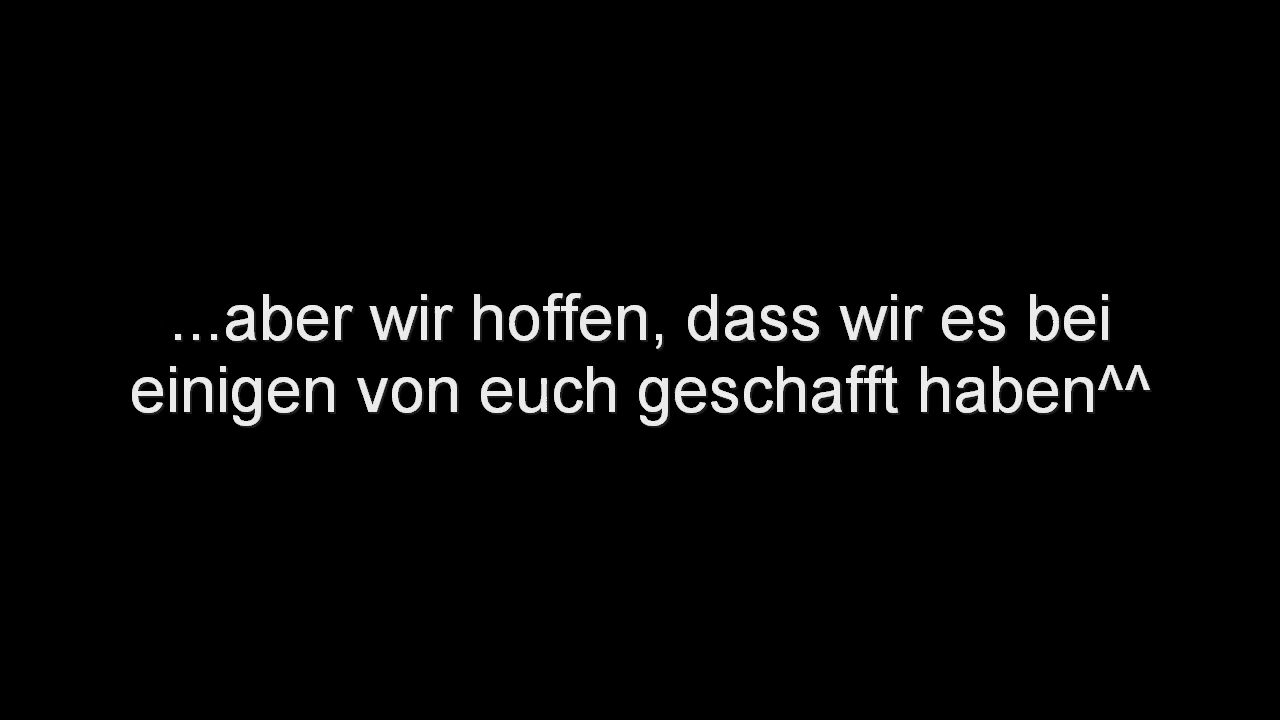 ...aber wir hoffen, dass wir es bei
einigen von euch geschafft haben^^